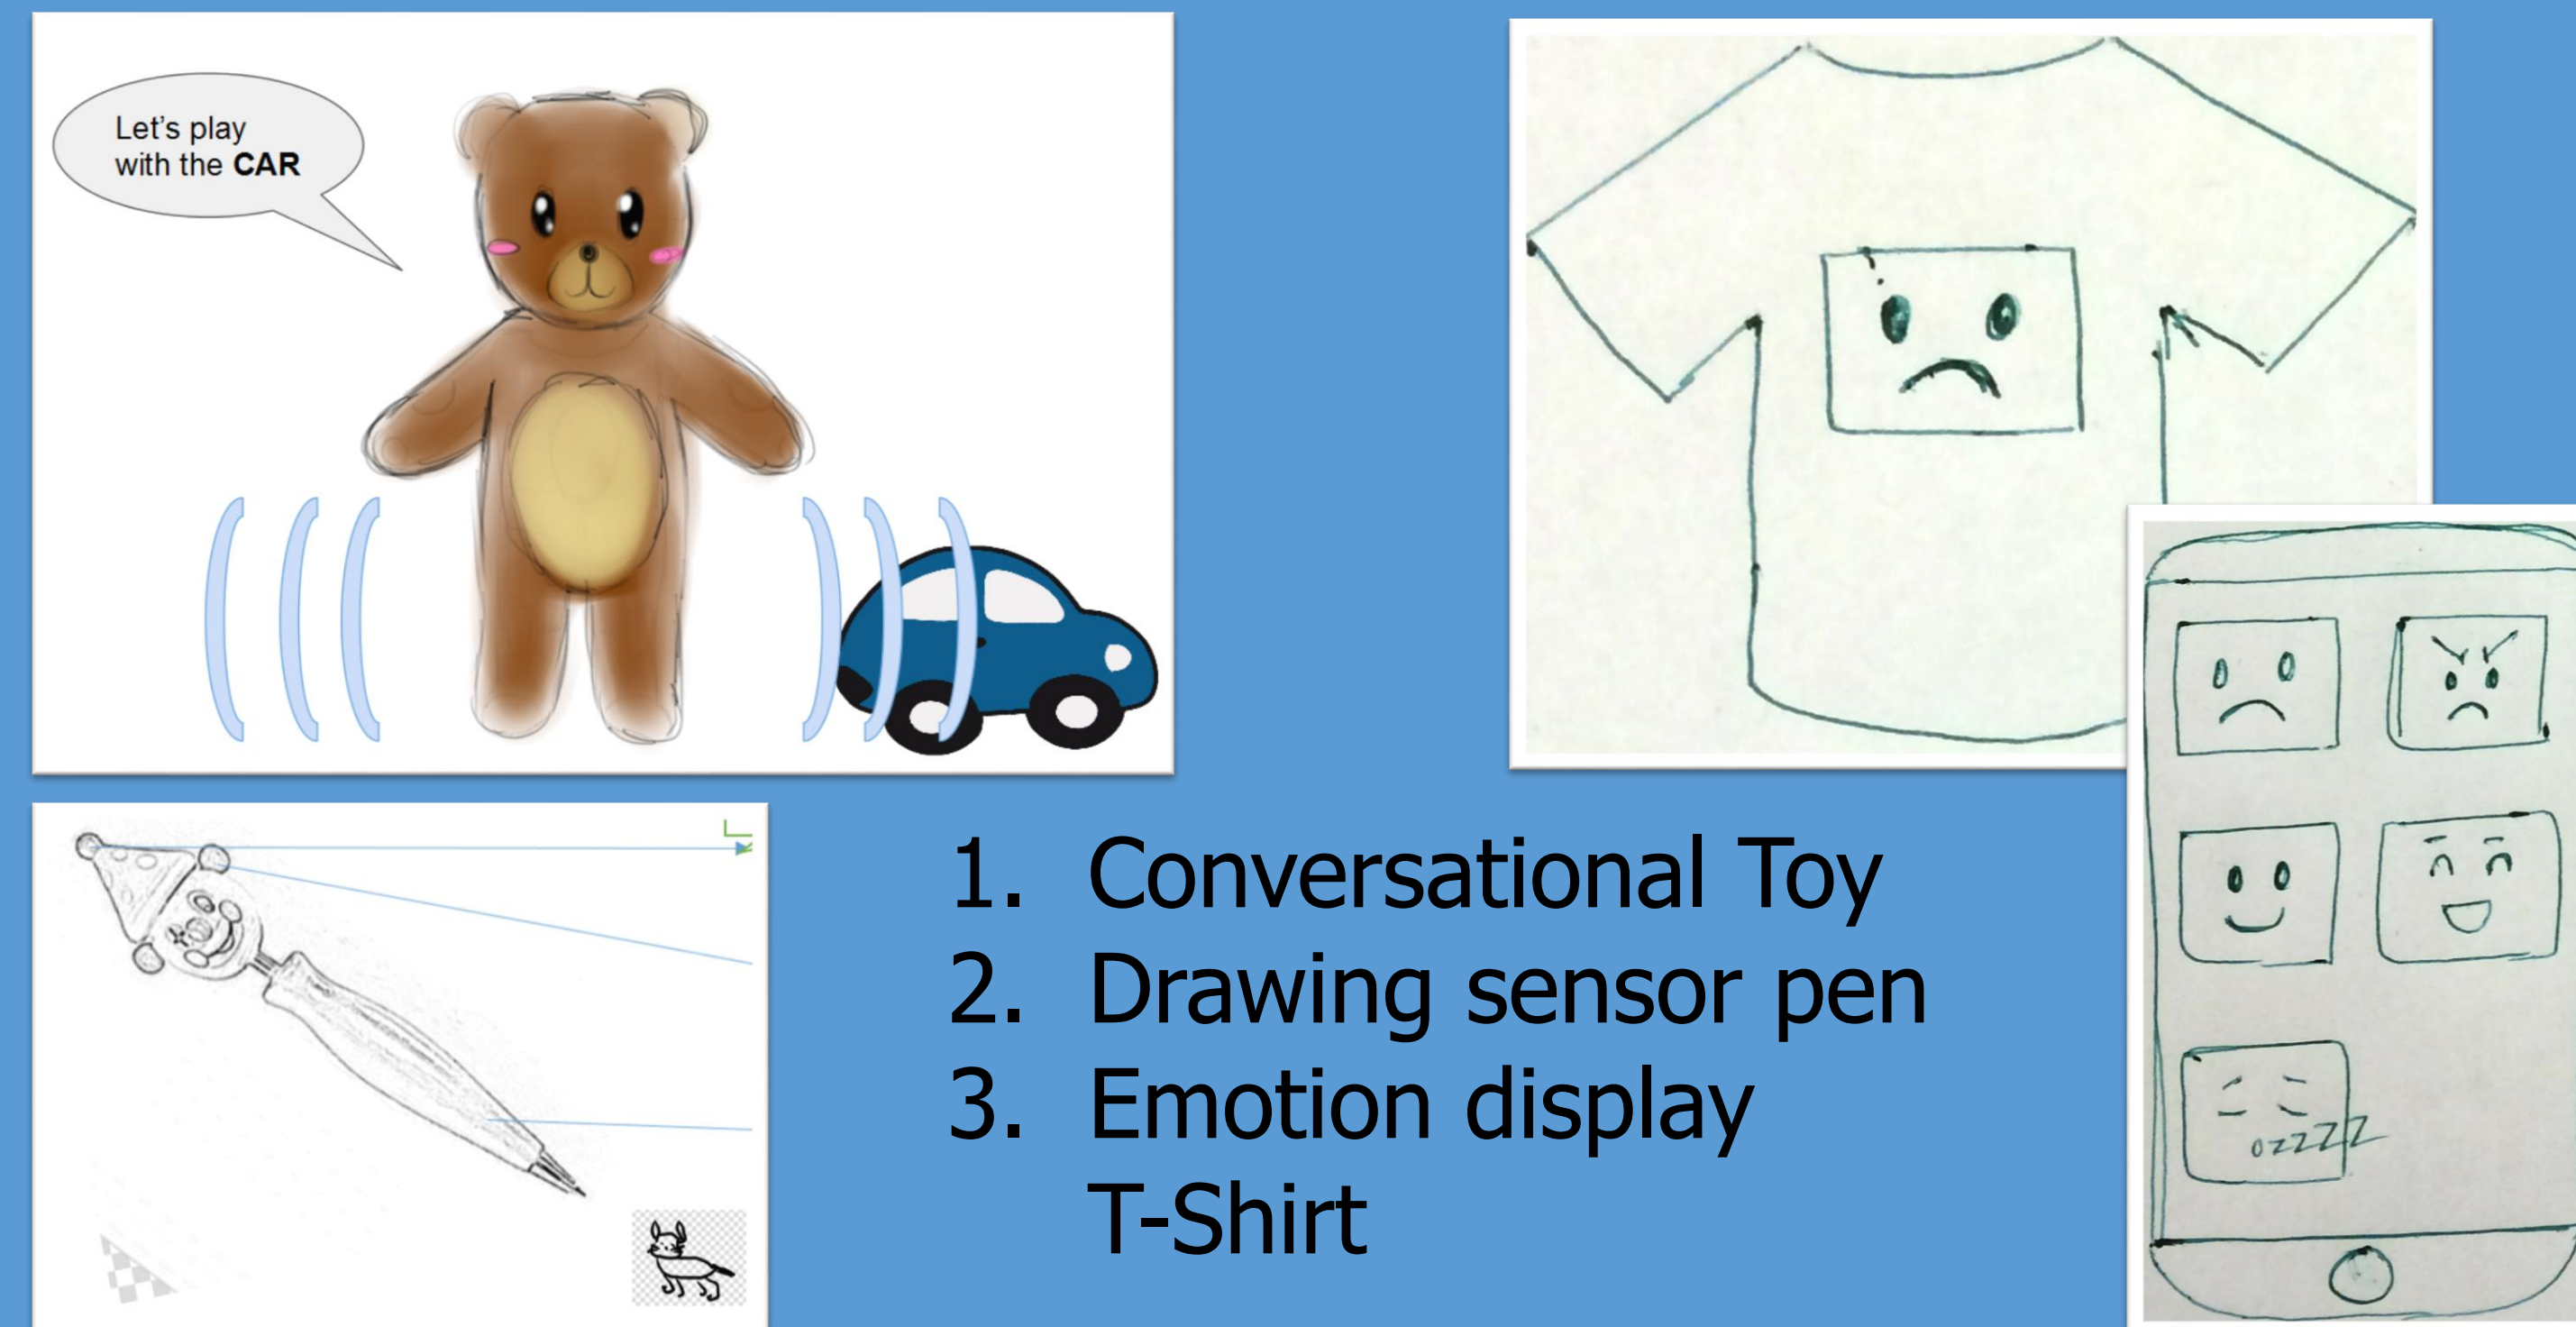 Let's play
with the CAR
1. Conversational Toy
2. Drawing sensor pen
3. Emotion display
T-Shirt
ozzzZ